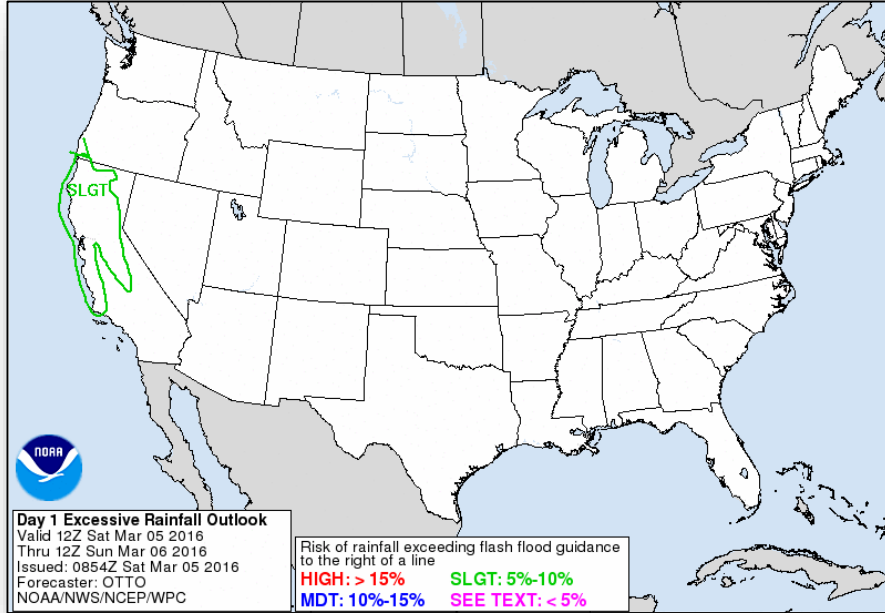 SLGT
NOAA
Day 1 Excessive Rainfall Outlook
Valid 12Z Sat Mar 05 2016
Thru 12Z Sun Mar 06 2016
Issued: 0854Z Sat Mar 05 2016
Forecaster: OTTO
NOAA/NWS/NCEP/WPC
Risk of rainfall exceeding flash flood guidance
to the right of a line
HIGH: > 15% SLGT: 5%-10%
MDT: 10%-15% SEE TEXT: < 5%